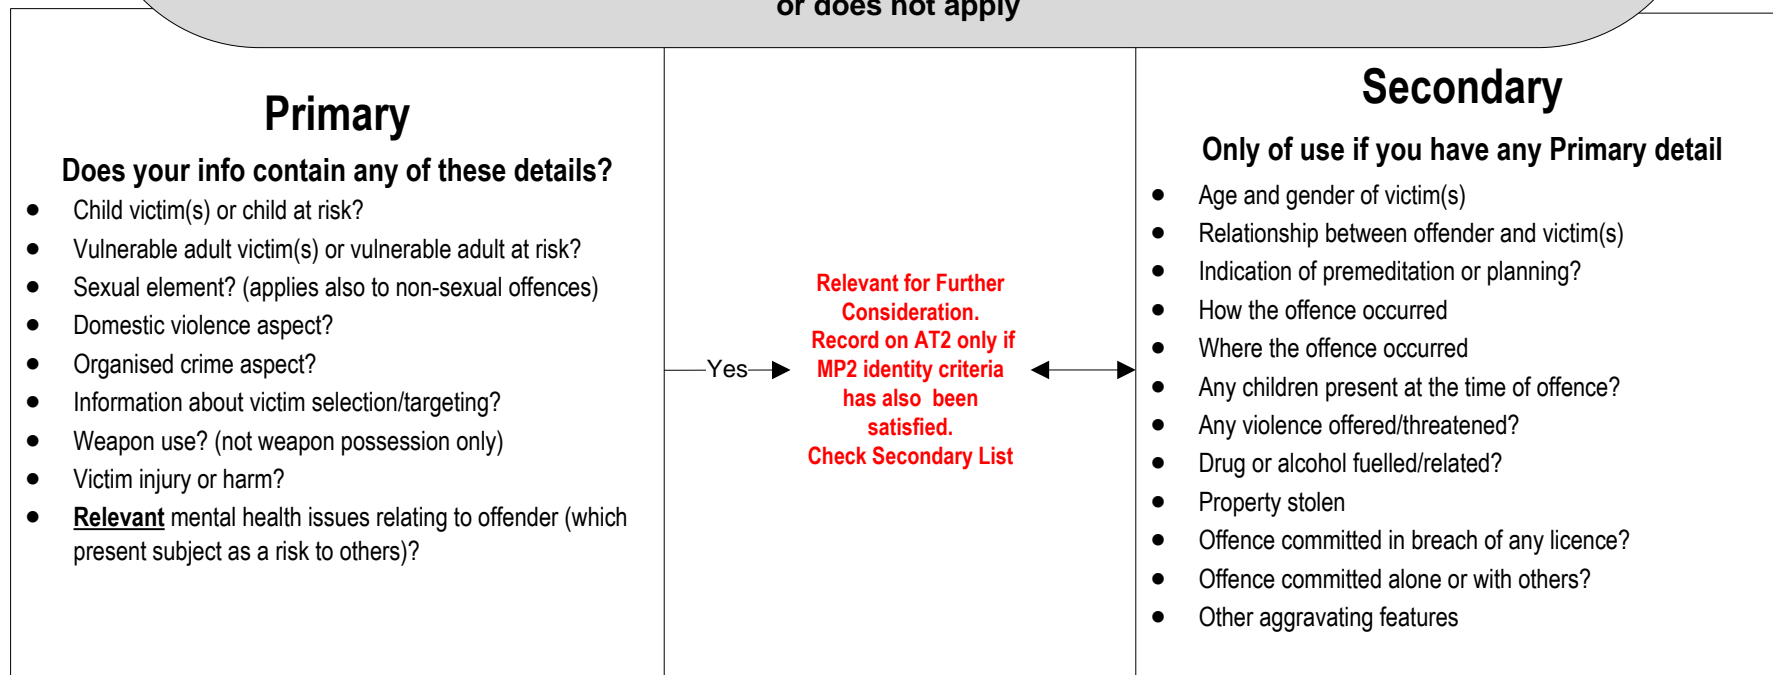 or does not apply
Primary
Does your info contain any of these details?
• Child victim(s) or child at risk?
• Vulnerable adult victim(s) or vulnerable adult at risk?
• Sexual element? (applies also to non-sexual offences)
• Domestic violence aspect?
• Organised crime aspect?
• Information about victim selection/targeting?
• Weapon use? (not weapon possession only)
• Victim injury or harm?
• Relevant mental health issues relating to offender (which
present subject as a risk to others)?
Yes
Relevant for Further
Consideration.
Record on AT2 only if
MP2 identity criteria
has also been
satisfied.
Check Secondary List
Secondary
Only of use if you have any Primary detail
• Age and gender of victim(s)
• Relationship between offender and victim(s)
• Indication of premeditation or planning?
• How the offence occurred
• Where the offence occurred
• Any children present at the time of offence?
• Any violence offered/threatened?
• Drug or alcohol fuelled/related?
• Property stolen
• Offence committed in breach of any licence?
• Offence committed alone or with others?
• Other aggravating features